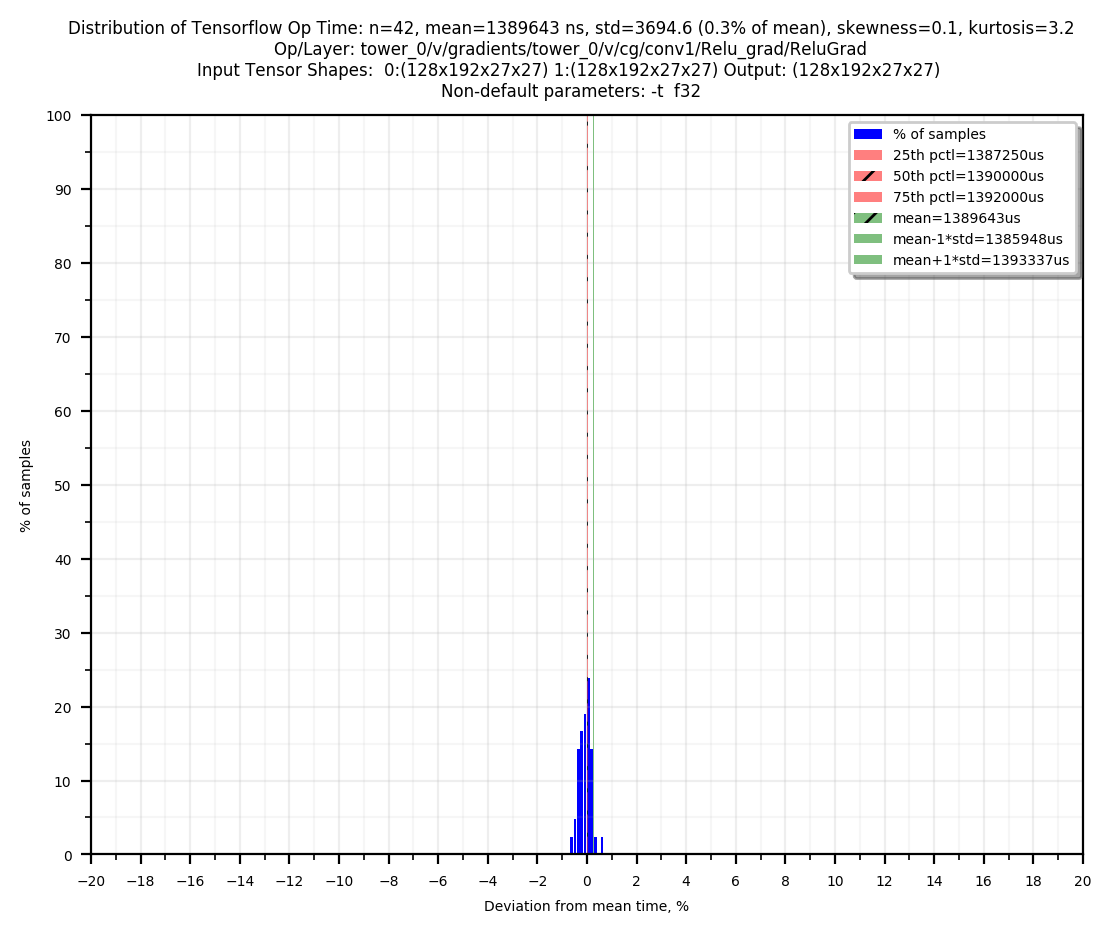 Distribution of Tensorflow Op Time: n=42, mean=1389643 ns, std=3694.6 (0.3% of mean), skewness=0.1, kurtosis=3.2
Op/Layer: tower_0/v/gradients/tower_0/v/cg/conv1/Relu_grad/ReluGrad
Input Tensor Shapes:  0:(128x192x27x27) 1:(128x192x27x27) Output: (128x192x27x27)
Non-default parameters: -t  f32
% of samples
25th pctl=1387250us
50th pctl=1390000us
75th pctl=1392000us
mean=1389643us
mean-1*std=1385948us
mean+1*std=1393337us
100
90
80
70
60
50
40
30
20
10
0
% of samples
−20 −18 −16 −14 −12 −10 −8 −6 −4 −2 0 2 4 6 8 10 12 14 16 18 20
Deviation from mean time, %